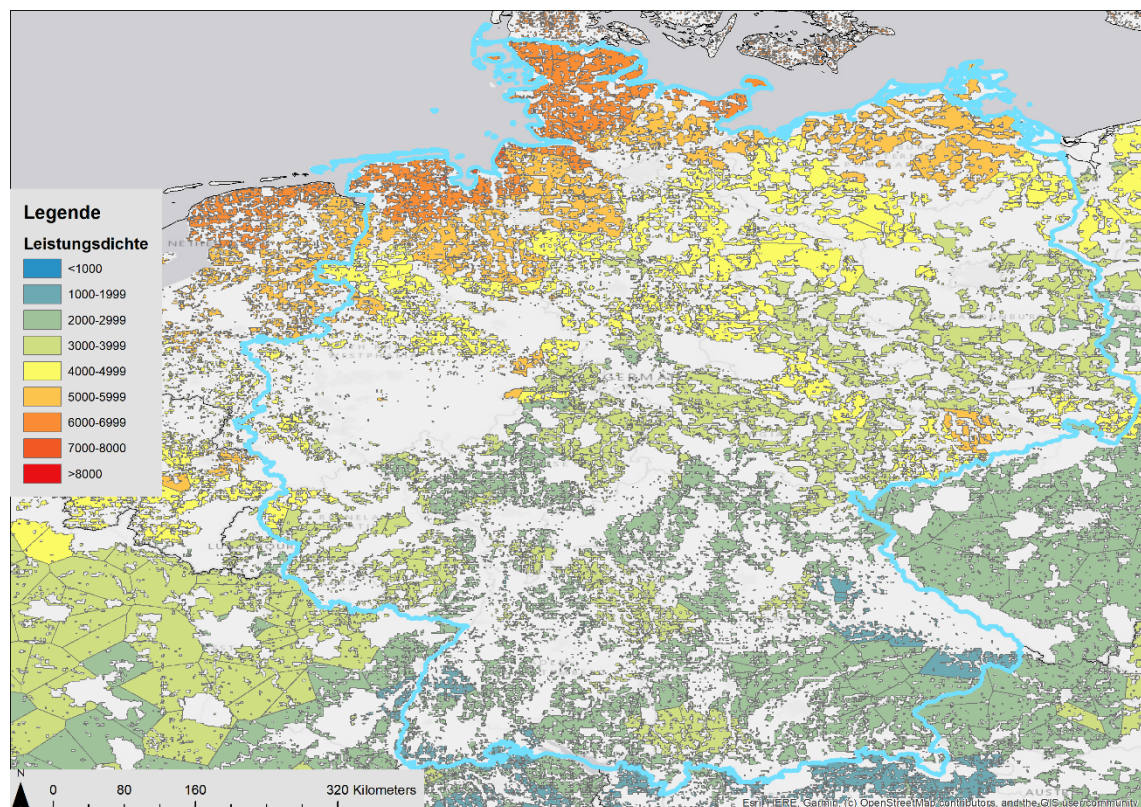 Legende
Leistungsdichte
<1000
1000-1999
2000-2999
3000-3999
4000-4999
5000-5999
6000-6999
7000-8000
>8000
N
0 80 160 320 Kilometers
Esri, HERE, Garmin, (c) OpenStreetMap contributors, and the GIS user community